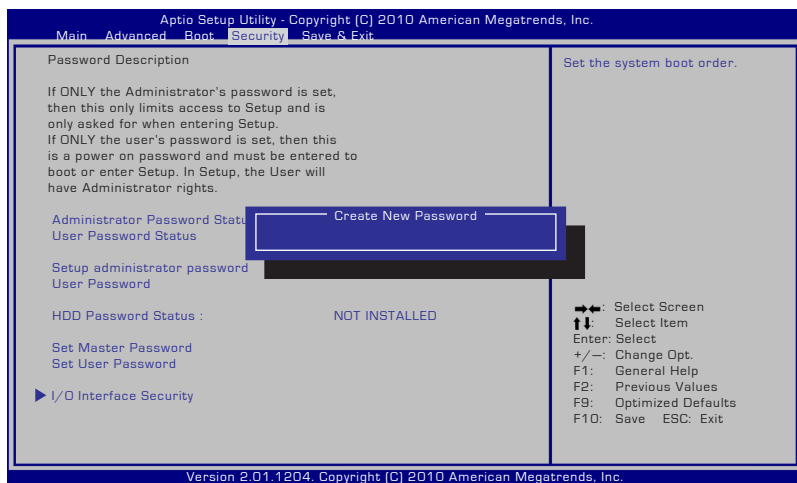 Aptio Setup Utility - Copyright (C) 2010 American Megatrends, Inc.
Main Advanced Boot Security Save & Exit
Password Description
If ONLY the Administrator's password is set,
then this only limits access to Setup and is
only asked for when entering Setup.
If ONLY the user's password is set, then this
is a power on password and must be entered to
boot or enter Setup. In Setup, the User will
have Administrator rights.
Administrator Password Statu
User Password Status
Create New Password
Setup administrator password
User Password
HDD Password Status : NOT INSTALLED
Set Master Password
Set User Password
I/O Interface Security
Set the system boot order.
→←: Select Screen
↑↓: Select Item
Enter: Select
+/—: Change Opt.
F1: General Help
F2: Previous Values
F9: Optimized Defaults
F10: Save ESC: Exit
Version 2.01.1204. Copyright (C) 2010 American Megatrends, Inc.